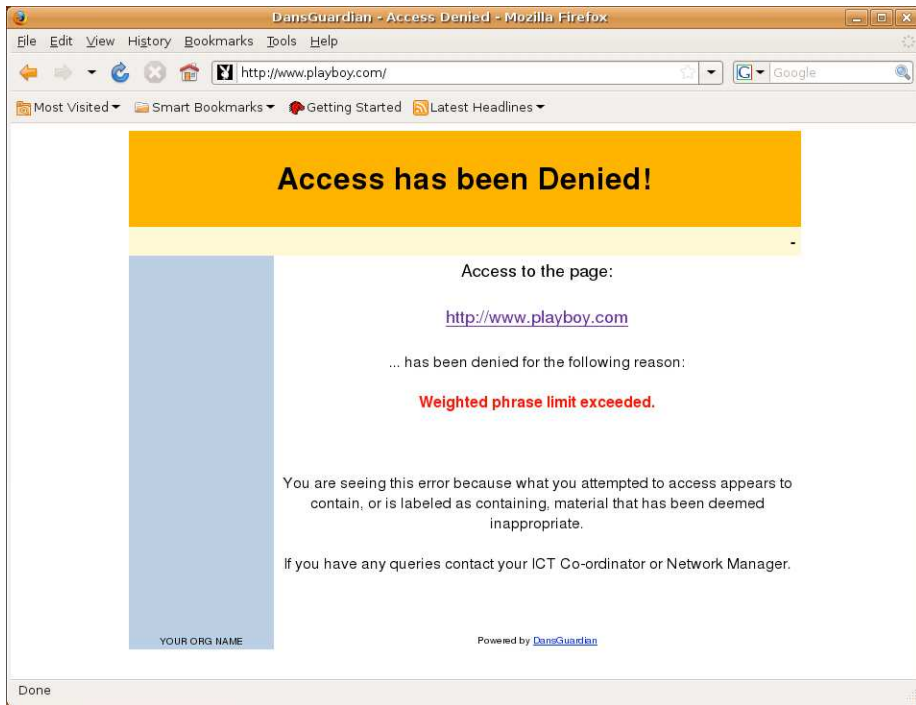 DansGuardian - Access Denied - Mozilla Firefox
File Edit View History Bookmarks Tools Help
http://www.playboy.com/
G Google
Most Visited Smart Bookmarks Getting Started Latest Headlines
Access has been Denied!
-
Access to the page:
http://www.playboy.com
... has been denied for the following reason:
Weighted phrase limit exceeded.
You are seeing this error because what you attempted to access appears to
contain, or is labeled as containing, material that has been deemed
inappropriate.
If you have any queries contact your ICT Co-ordinator or Network Manager.
YOUR ORG NAME
Powered by DansGuardian
Done